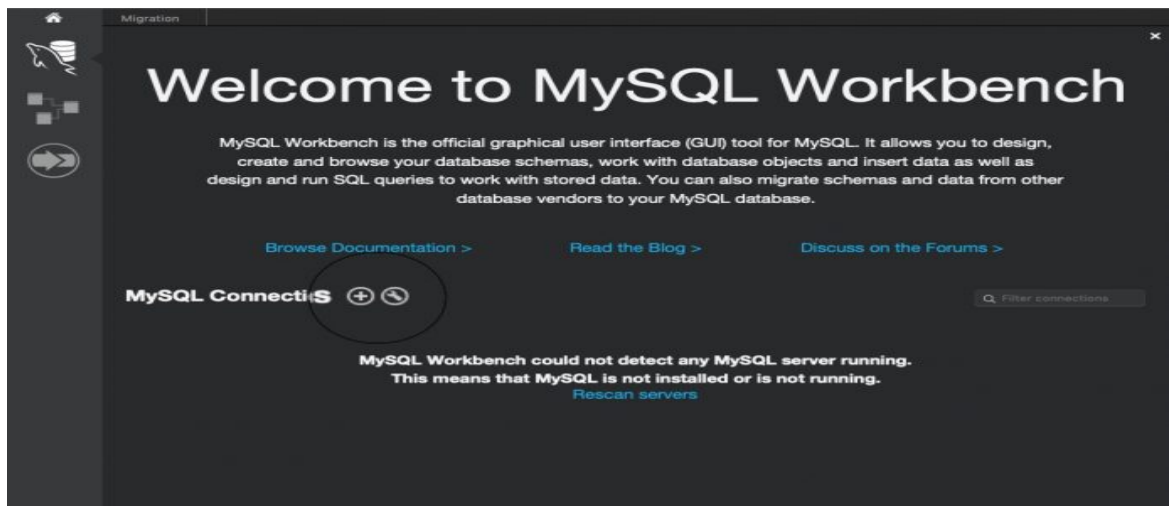 Migration
Welcome to MySQL Workbench
MySQL Workbench is the official graphical user interface (GUI) tool for MySQL. It allows you to design,
create and browse your database schemas, work with database objects and insert data as well as
design and run SQL queries to work with stored data. You can also migrate schemas and data from other
database vendors to your MySQL database.
Browse Documentation > Read the Blog > Discuss on the Forums >
MySQL Connectis
Filter connections
MySQL Workbench could not detect any MySQL server running.
This means that MySQL is not installed or is not running.
Rescan servers